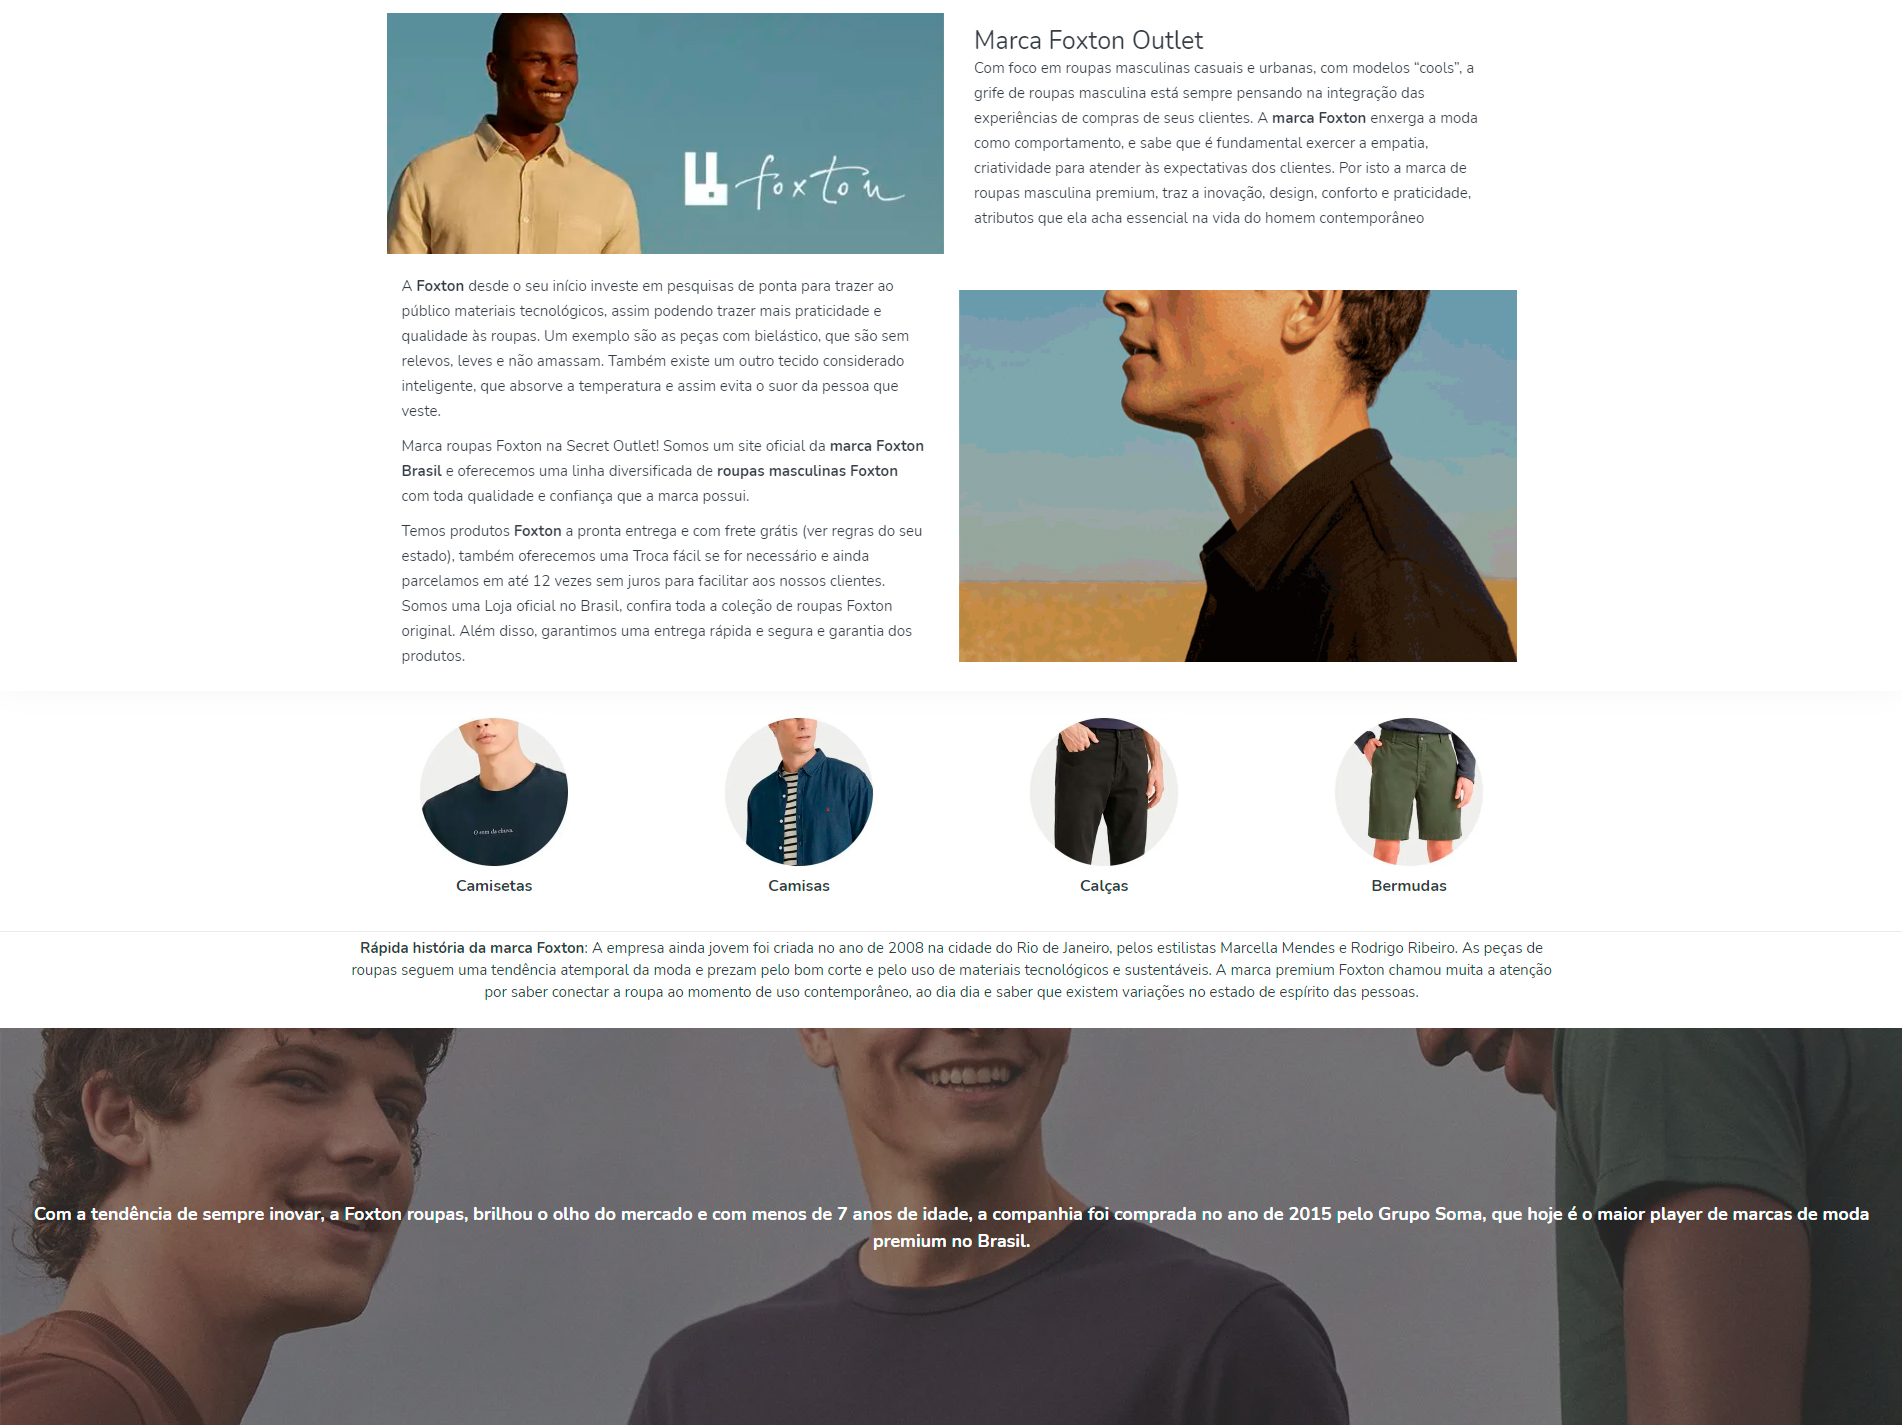 foxton
Marca Foxton Outlet
Com foco em roupas masculinas casuais e urbanas, com modelos “cools”, a
grife de roupas masculina está sempre pensando na integração das
experiências de compras de seus clientes. A marca Foxton enxerga a moda
como comportamento, e sabe que é fundamental exercer a empatia,
criatividade para atender às expectativas dos clientes. Por isto a marca de
roupas masculina premium, traz a inovação, design, conforto e praticidade,
atributos que ela acha essencial na vida do homem contemporâneo
A Foxton desde o seu início investe em pesquisas de ponta para trazer ao
público materiais tecnológicos, assim podendo trazer mais praticidade e
qualidade às roupas. Um exemplo são as peças com bielástico, que são sem
relevos, leves e não amassam. Também existe um outro tecido considerado
inteligente, que absorve a temperatura e assim evita o suor da pessoa que
veste.
Marca roupas Foxton na Secret Outlet! Somos um site oficial da marca Foxton
Brasil e oferecemos uma linha diversificada de roupas masculinas Foxton
com toda qualidade e confiança que a marca possui.
Temos produtos Foxton a pronta entrega e com frete grátis (ver regras do seu
estado), também oferecemos uma Troca fácil se for necessário e ainda
parcelamos em até 12 vezes sem juros para facilitar aos nossos clientes.
Somos uma Loja oficial no Brasil, confira toda a coleção de roupas Foxton
original. Além disso, garantimos uma entrega rápida e segura e garantia dos
produtos.
O som da chuva.
Camisetas
Camisas
Calças
Bermudas
Rápida história da marca Foxton: A empresa ainda jovem foi criada no ano de 2008 na cidade do Rio de Janeiro, pelos estilistas Marcella Mendes e Rodrigo Ribeiro. As peças de
roupas seguem uma tendência atemporal da moda e prezam pelo bom corte e pelo uso de materiais tecnológicos e sustentáveis. A marca premium Foxton chamou muita a atenção
por saber conectar a roupa ao momento de uso contemporâneo, ao dia dia e saber que existem variações no estado de espírito das pessoas.
Com a tendência de sempre inovar, a Foxton roupas, brilhou o olho do mercado e com menos de 7 anos de idade, a companhia foi comprada no ano de 2015 pelo Grupo Soma, que hoje é o maior player de marcas de moda
premium no Brasil.